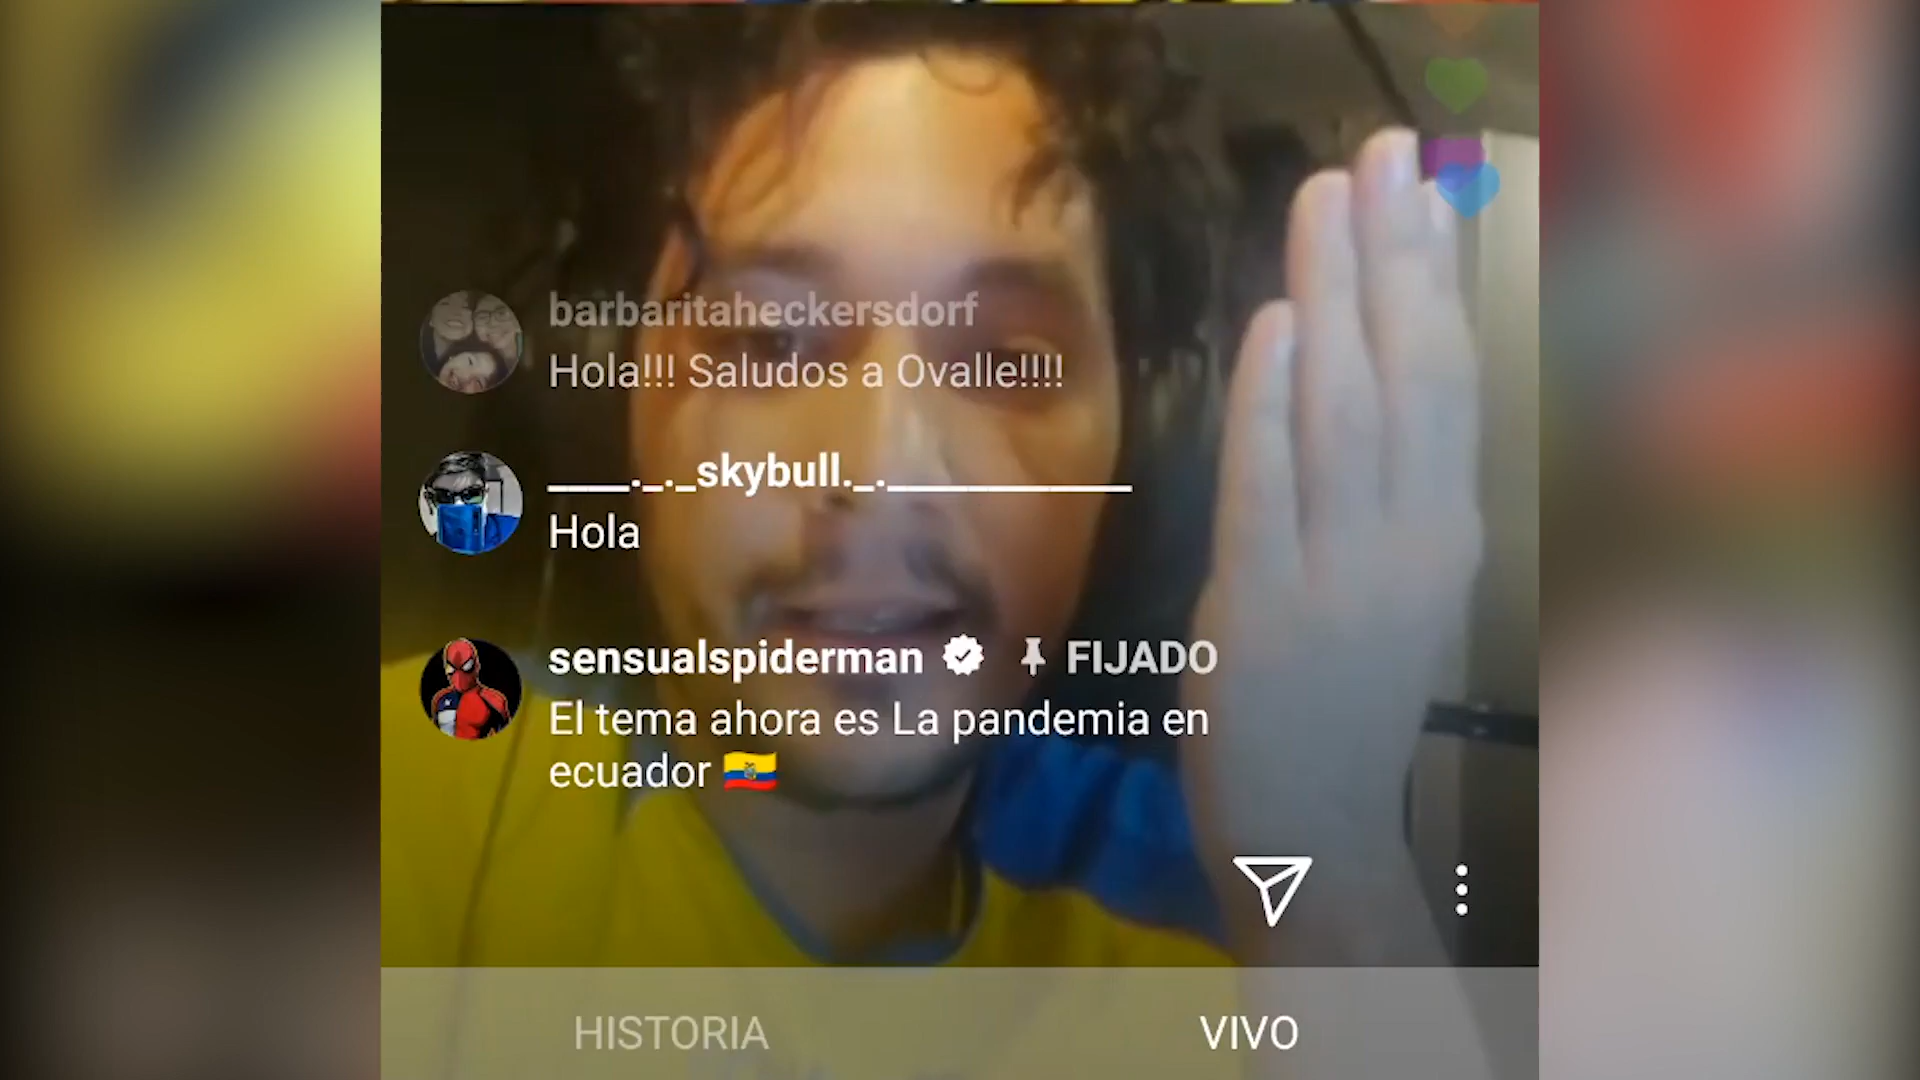 barbaritaheckersdorf
Hola!!! Saludos a Ovalle!!!!
____._._skybull._.____________
Hola
sensualspiderman FIJADO
El tema ahora es La pandemia en
ecuador 🇪🇨
HISTORIA VIVO